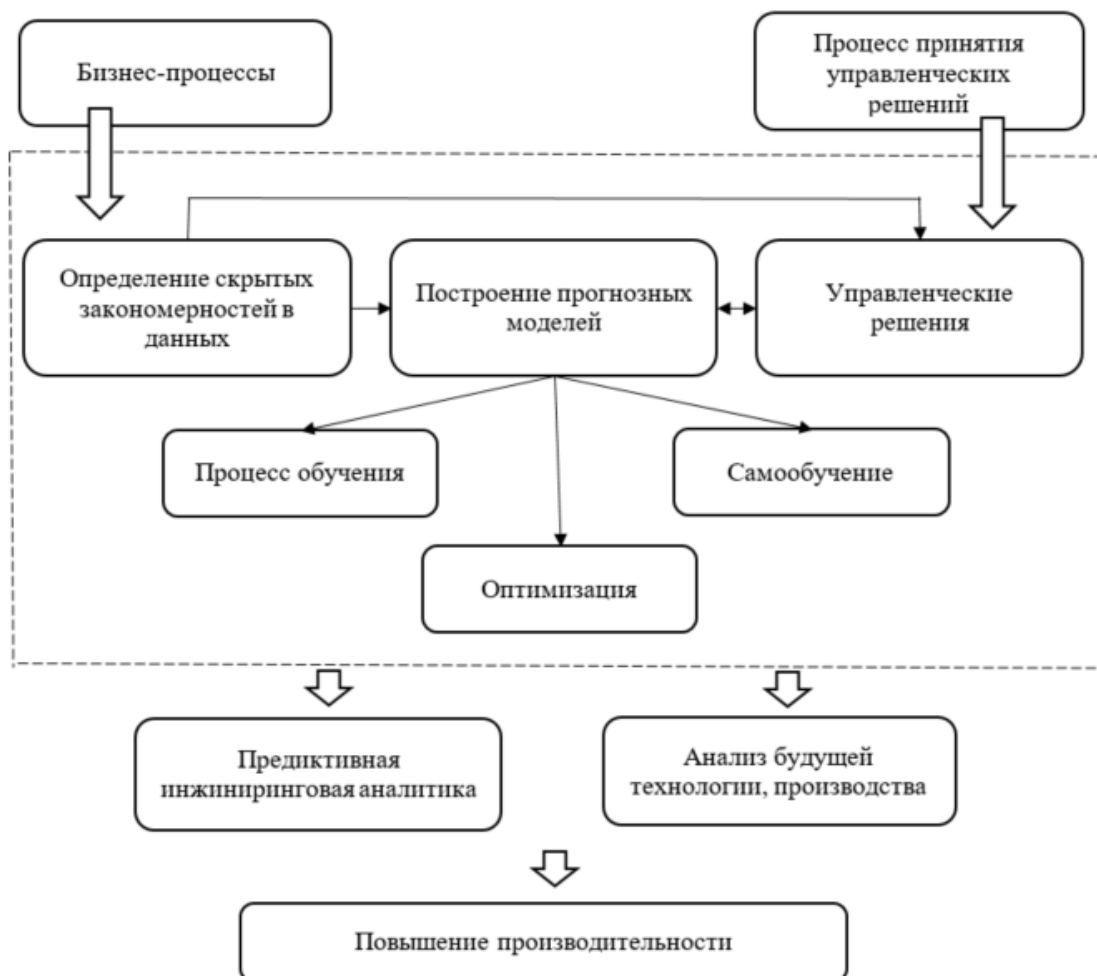 Бизнес-процессы
Процесс принятия
управленческих
решений
Определение скрытых
закономерностей в
данных
Построение прогнозных
моделей
Управленческие
решения
Процесс обучения
Самообучение
Оптимизация
Предиктивная
инжиниринговая аналитика
Анализ будущей
технологии, производства
Повышение производительности